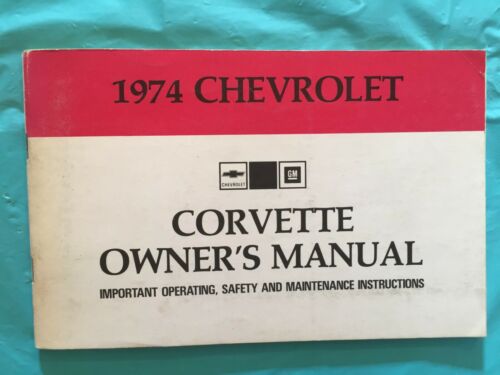 1974 CHEVROLET
CHEVROLET GM
CORVETTE
OWNER'S MANUAL
IMPORTANT OPERATING, SAFETY AND MAINTENANCE INSTRUCTIONS